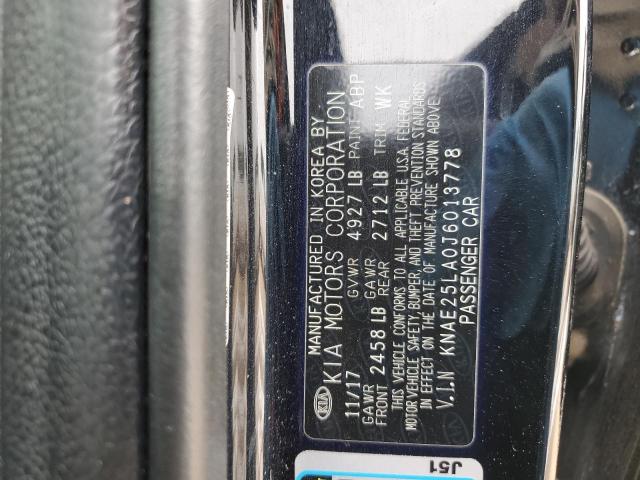 MANUFACTURED IN KOREA BY
KIA KIA MOTORS CORPORATION
11/17 GVWR 4927 LB PAINT ABP
GAWR FRONT 2458 LB GAWR REAR 2712 LB TRIM WK
THIS VEHICLE CONFORMS TO ALL APPLICABLE U.S.A. FEDERAL
MOTOR VEHICLE SAFETY, BUMPER, AND THEFT PREVENTION STANDARDS
IN EFFECT ON THE DATE OF MANUFACTURE SHOWN ABOVE.
V.I.N KNAE25LA0J6013778
PASSENGER CAR
J51